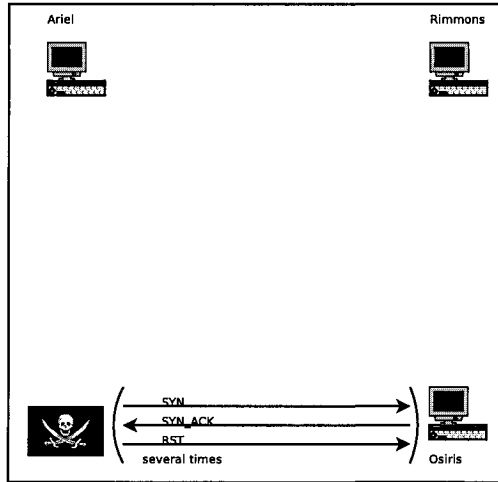 Ariel
Rimmons
SYN
SYN_ACK
RST
several times
Osiris